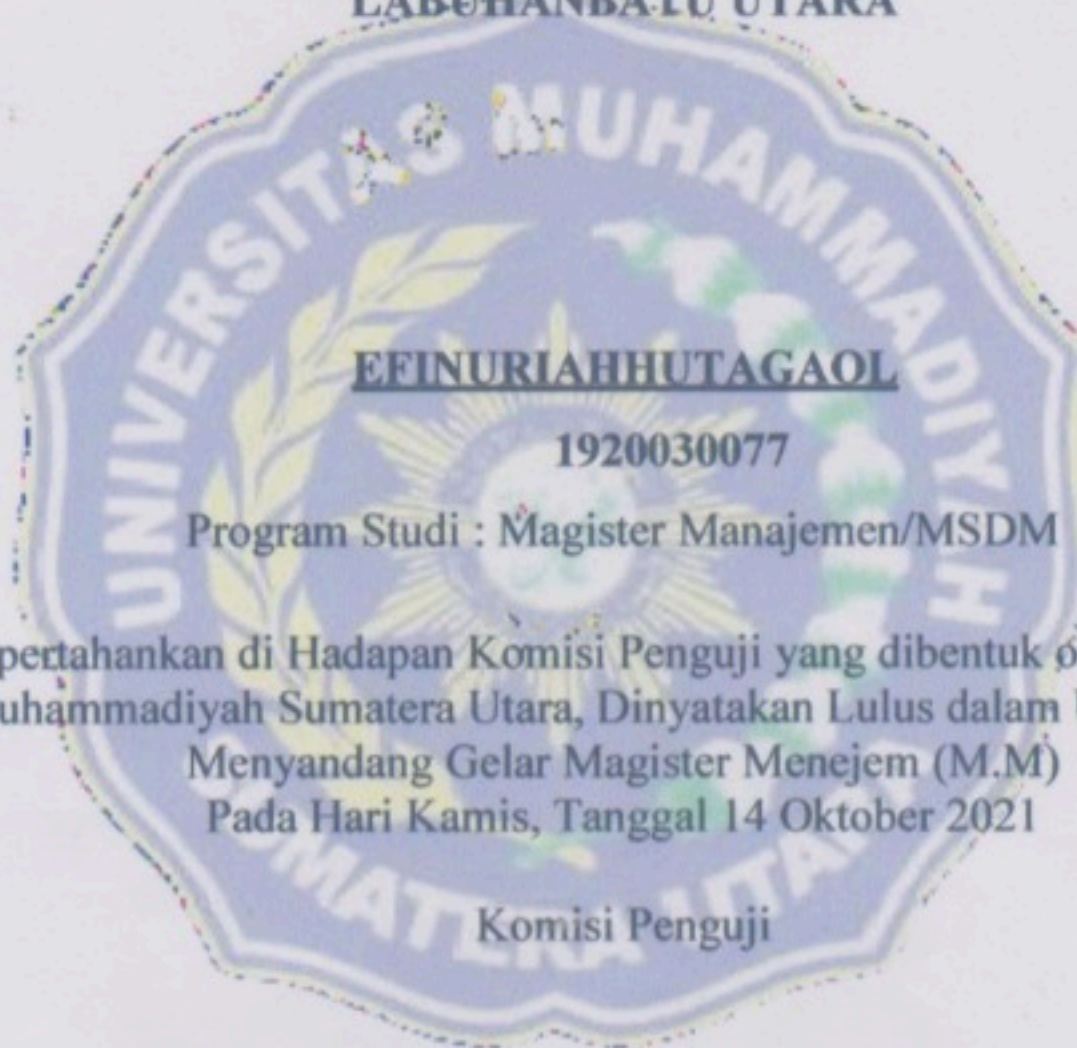 LABUHANBATU UTARA
UNIVERSITAS MUHAMMADIYAH
EFINURIAHHUTAGAOL
1920030077
Program Studi : Magister Manajemen/MSDM
pertahankan di Hadapan Komisi Penguji yang dibentuk
uhammadiyah Sumatera Utara, Dinyatakan Lulus dalam
Menyandang Gelar Magister Menejem (M.M)
Pada Hari Kamis, Tanggal 14 Oktober 2021
Komisi Penguji
SUMATERA UTARA